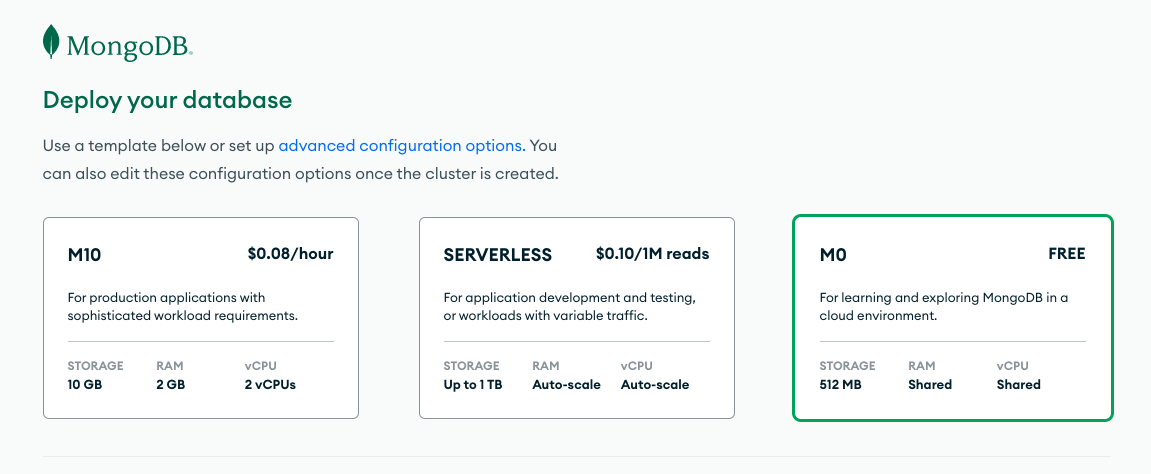 MongoDB.
Deploy your database
Use a template below or set up advanced configuration options. You
can also edit these configuration options once the cluster is created.
M10 $0.08/hour
For production applications with
sophisticated workload requirements.
STORAGE RAM vCPU
10 GB 2 GB 2 vCPUs
SERVERLESS $0.10/1M reads
For application development and testing,
or workloads with variable traffic.
STORAGE RAM vCPU
Up to 1 TB Auto-scale Auto-scale
M0 FREE
For learning and exploring MongoDB in a
cloud environment.
STORAGE RAM vCPU
512 MB Shared Shared